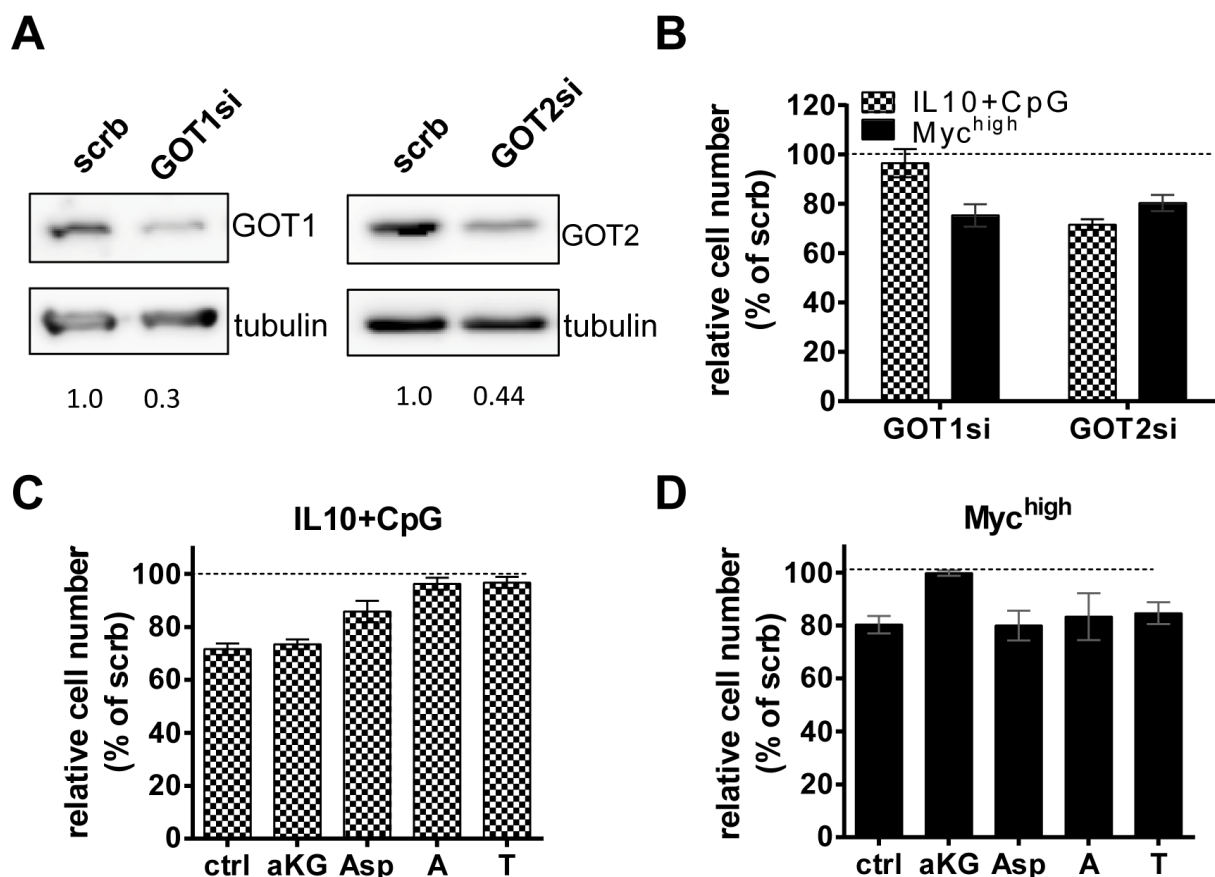 A
scrb GOT1si
GOT1
tubulin
1.0 0.3
scrb GOT2si
GOT2
tubulin
1.0 0.44
B
IL10+CpG
Myc^high
relative cell number
(% of scrb)
120
100
80
60
40
20
0
GOT1si GOT2si
C
IL10+CpG
relative cell number
(% of scrb)
100
80
60
40
20
0
ctrl aKG Asp A T
D
Myc^high
relative cell number
(% of scrb)
100
80
60
40
20
0
ctrl aKG Asp A T